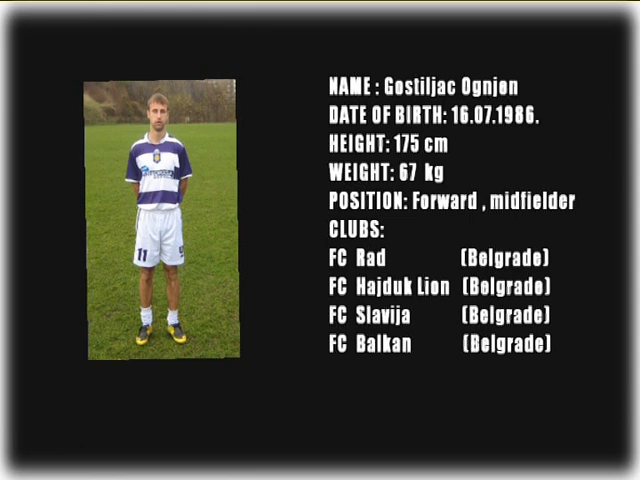 NAME : Gostiljac Ognjen
DATE OF BIRTH: 16.07.1986.
HEIGHT: 175 cm
WEIGHT: 67 kg
POSITION: Forward , midfielder
CLUBS:
FC Rad (Belgrade)
FC Hajduk Lion (Belgrade)
FC Slavija (Belgrade)
FC Balkan (Belgrade)
11